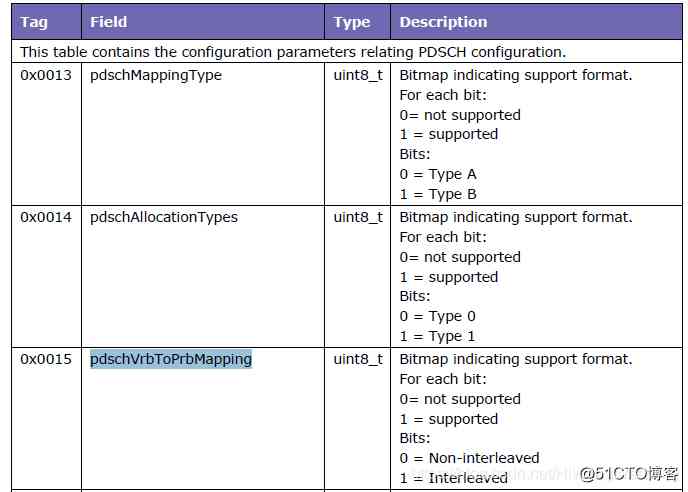 Tag Field Type Description
This table contains the configuration parameters relating PDSCH configuration.
0x0013 pdschMappingType uint8_t Bitmap indicating support format.
For each bit:
0= not supported
1 = supported
Bits:
0 = Type A
1 = Type B
0x0014 pdschAllocationTypes uint8_t Bitmap indicating support format.
For each bit:
0= not supported
1 = supported
Bits:
0 = Type 0
1 = Type 1
0x0015 pdschVrbToPrbMapping uint8_t Bitmap indicating support format.
For each bit:
0= not supported
1 = supported
Bits:
0 = Non-interleaved
1 = Interleaved
@51CTO博客